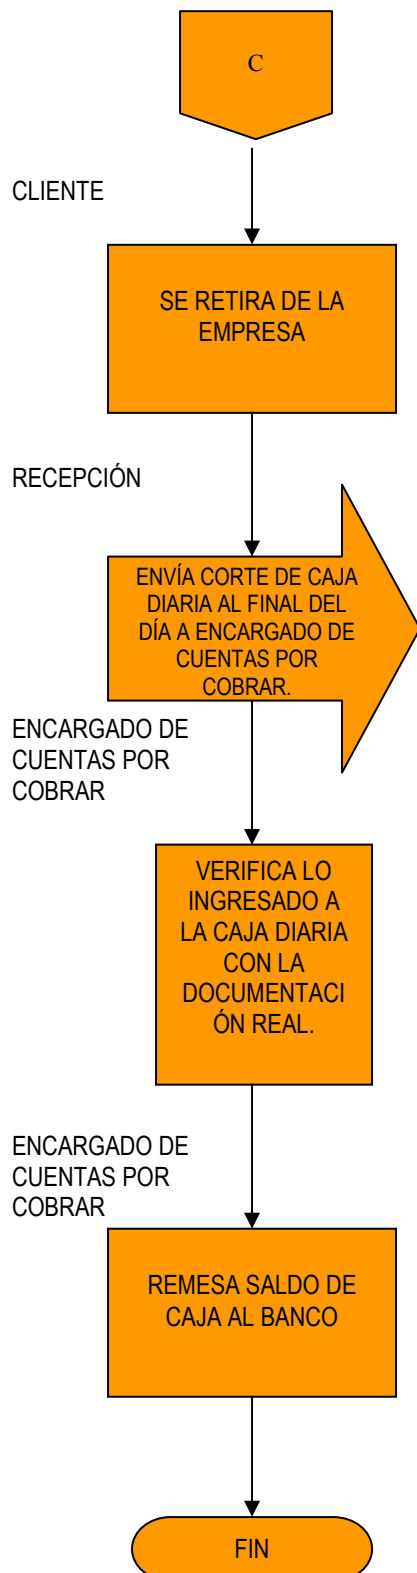 C
CLIENTE
SE RETIRA DE LA
EMPRESA
RECEPCIÓN
ENVÍA CORTE DE CAJA
DIARIA AL FINAL DEL
DÍA A ENCARGADO DE
CUENTAS POR
COBRAR.
ENCARGADO DE
CUENTAS POR
COBRAR
VERIFICA LO
INGRESADO A
LA CAJA DIARIA
CON LA
DOCUMENTACI
ÓN REAL.
ENCARGADO DE
CUENTAS POR
COBRAR
REMESA SALDO DE
CAJA AL BANCO
FIN